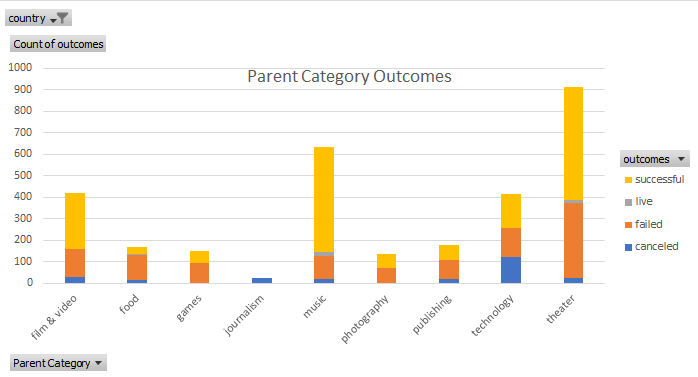 country
Count of outcomes
Parent Category Outcomes
1000
900
800
700
600
500
400
300
200
100
0
film & video
food
games
journalism
music
photography
publishing
technology
theater
outcomes
successful
live
failed
canceled
Parent Category